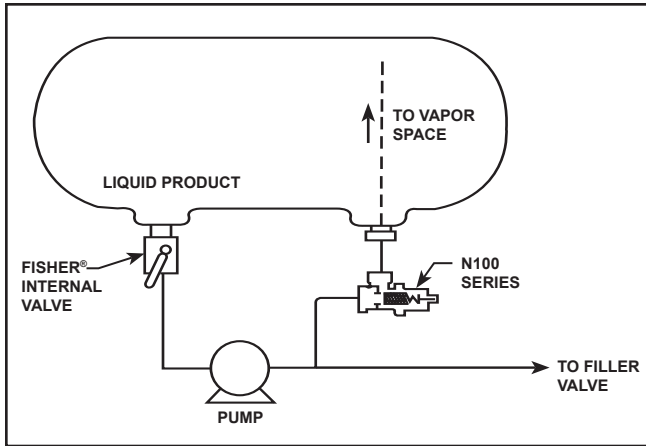 TO VAPOR
SPACE
LIQUID PRODUCT
FISHER®
INTERNAL
VALVE
N100
SERIES
TO FILLER
VALVE
PUMP